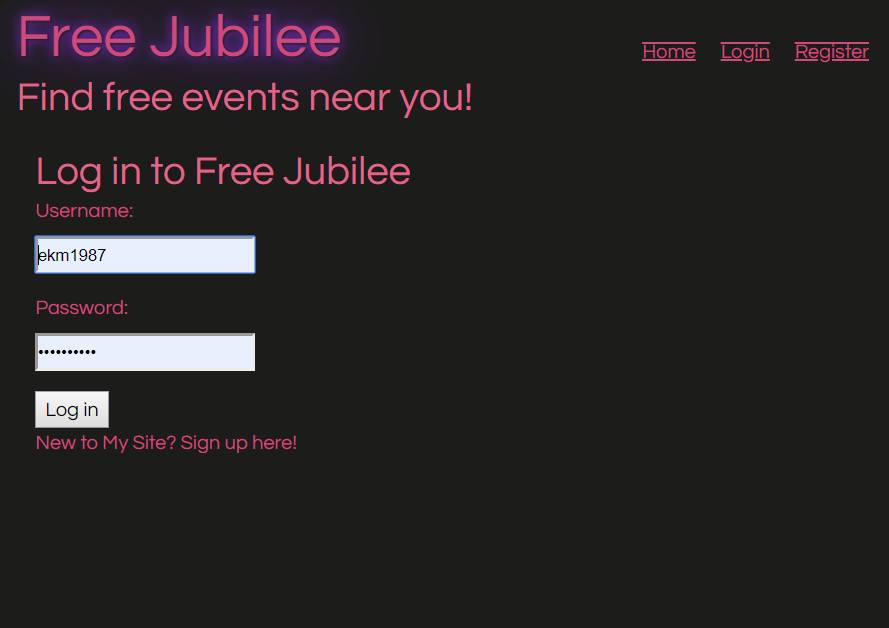 Free Jubilee
Home Login Register
Find free events near you!
Log in to Free Jubilee
Username:
ekm1987
Password:
••••••••••
Log in
New to My Site? Sign up here!